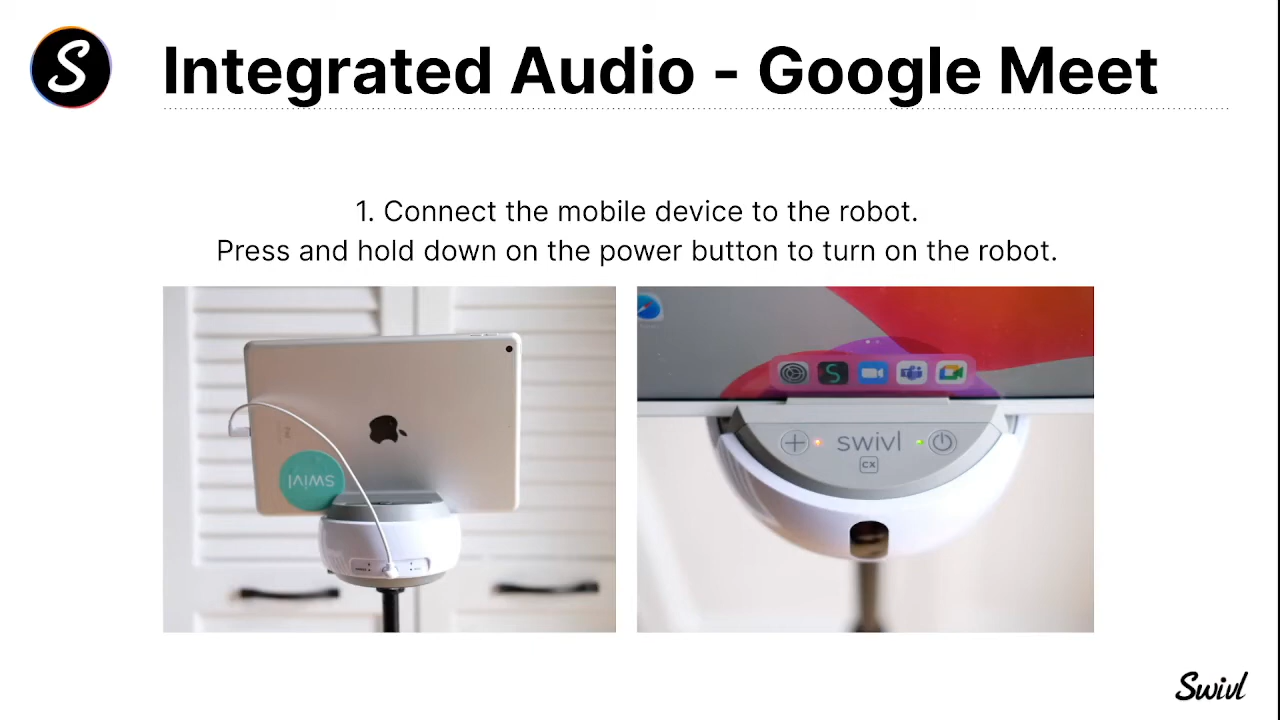 S
Integrated Audio - Google Meet
1. Connect the mobile device to the robot.
Press and hold down on the power button to turn on the robot.
swivl
swivl
CX
Swivl